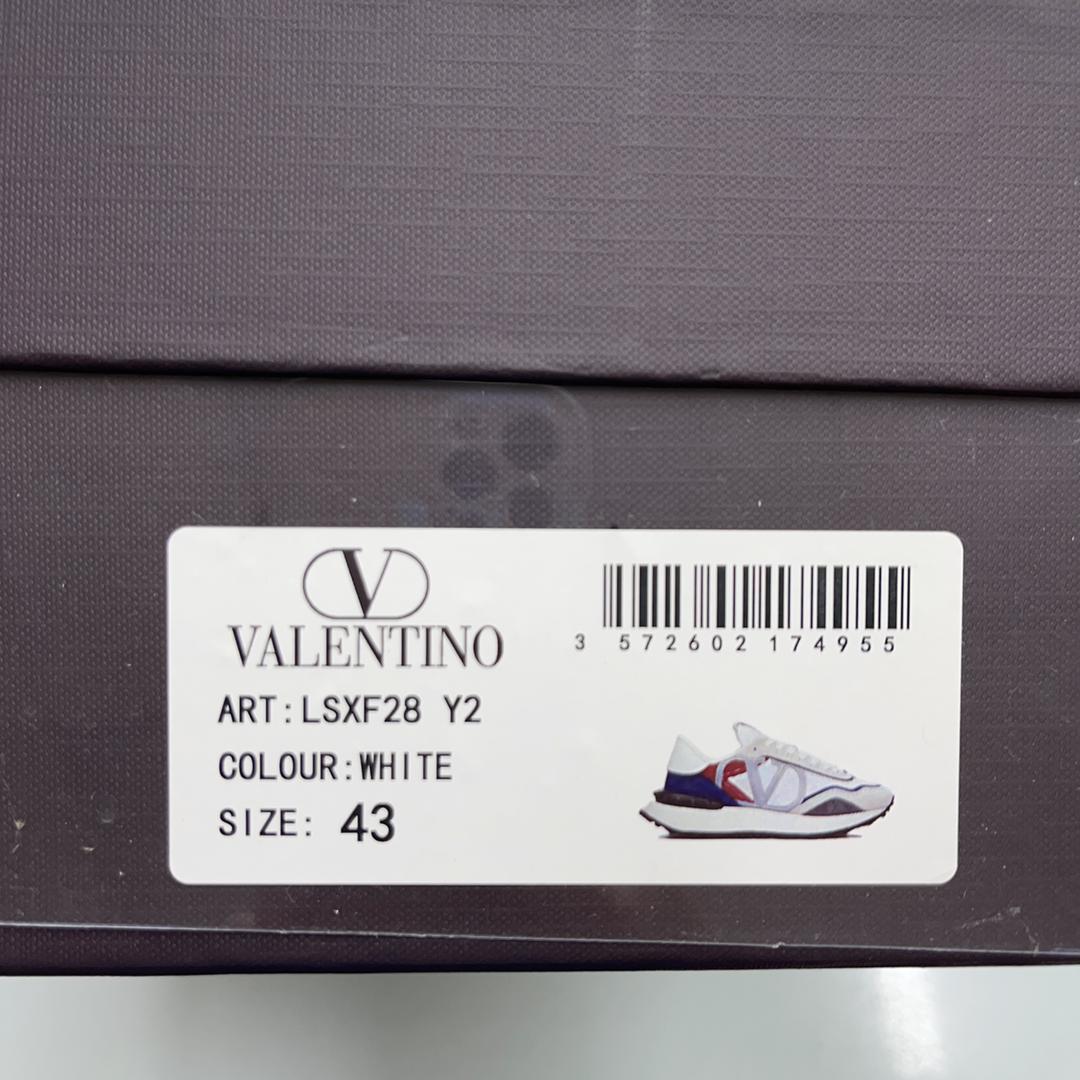 V
VALENTINO
ART:LSXF28 Y2
COLOUR:WHITE
SIZE: 43
3 572602 174955